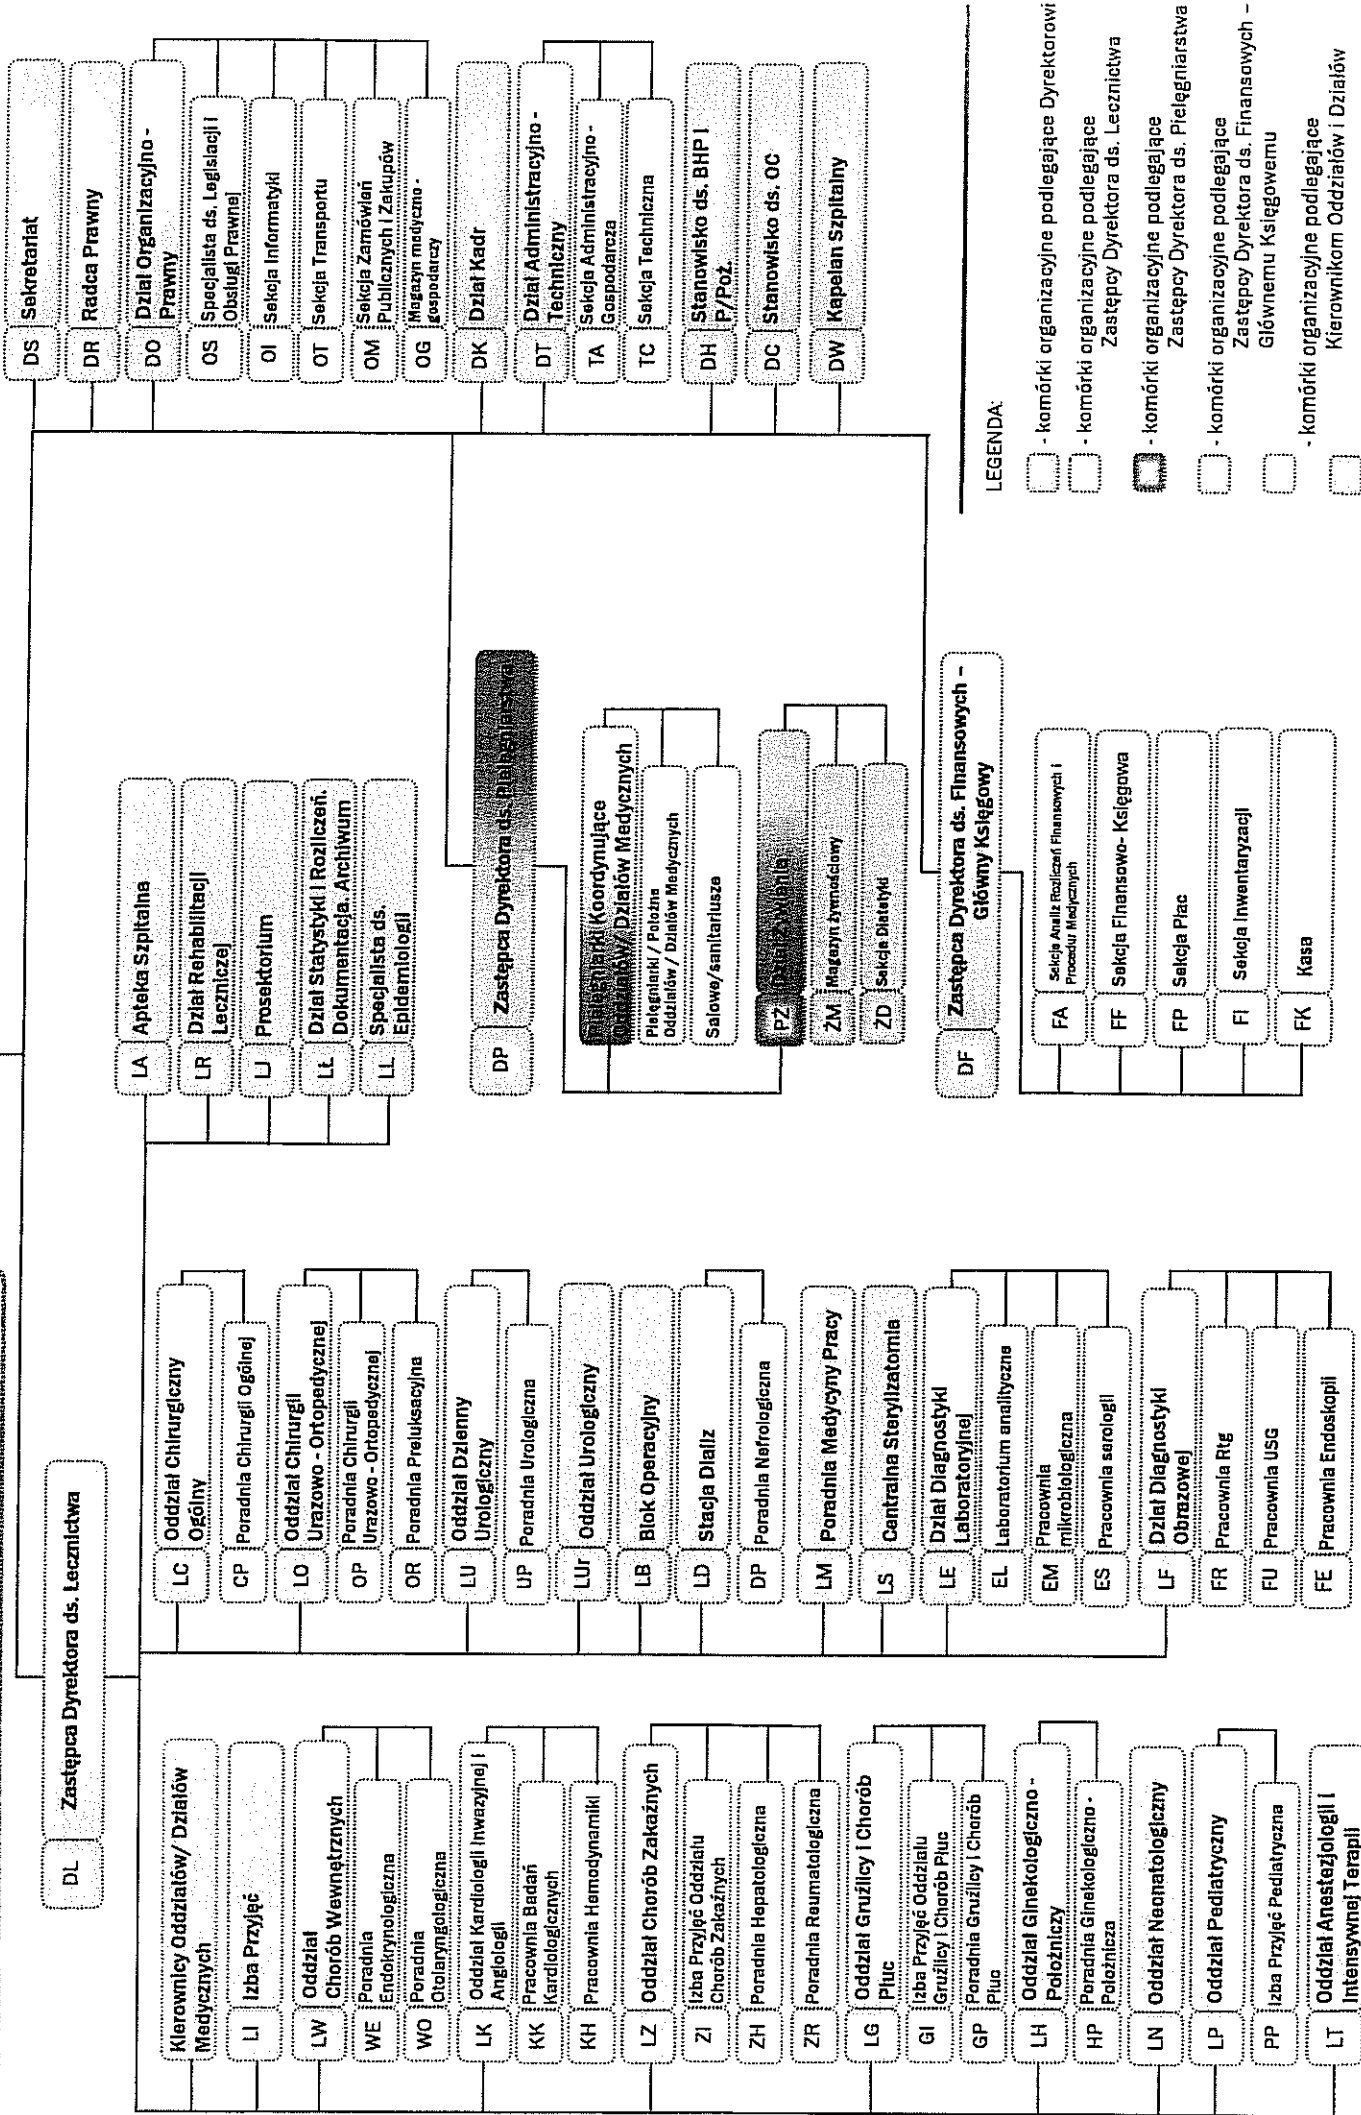 DL
Zastępca Dyrektora ds. Lecznictwa
Kierownicy Oddziałów/ Działów
Medycznych
LI
Izba Przyjęć
LW
Oddział
Chorób Wewnętrznych
WE
Poradnia
Endokrynologiczna
WO
Poradnia
Otolaryngologiczna
LK
Oddział Kardiologii Inwazyjnej i
Angiologii
KK
Pracownia Badań
Kardiologicznych
KH
Pracownia Hemodynamiki
LZ
Oddział Chorób Zakaźnych
ZI
Izba Przyjęć Oddziału
Chorób Zakaźnych
ZH
Poradnia Hepatologiczna
ZR
Poradnia Reumatologiczna
LG
Oddział Gruźlicy i Chorób
Płuc
GI
Izba Przyjęć Oddziału
Gruźlicy i Chorób Płuc
GP
Poradnia Gruźlicy i Chorób
Płuc
LH
Oddział Ginekologiczno -
Położniczy
HP
Poradnia Ginekologiczno -
Położnicza
LN
Oddział Neonatologiczny
LP
Oddział Pediatryczny
PP
Izba Przyjęć Pediatryczna
LT
Oddział Anestezjologii i
Intensywnej Terapii
LC
Oddział Chirurgiczny
Ogólny
CP
Poradnia Chirurgii Ogólnej
LO
Oddział Chirurgii
Urazowo - Ortopedycznej
OP
Poradnia Chirurgii
Urazowo - Ortopedycznej
OR
Poradnia Preluksacyjna
LU
Oddział Dzienny
Urologiczny
UP
Poradnia Urologiczna
LUr
Oddział Urologiczny
LB
Blok Operacyjny
LD
Stacja Dializ
DP
Poradnia Nefrologiczna
LM
Poradnia Medycyny Pracy
LS
Centralna Sterylizatornia
LE
Dział Diagnostyki
Laboratoryjnej
EL
Laboratorium analityczne
EM
Pracownia
mikrobiologiczna
ES
Pracownia serologii
LF
Dział Diagnostyki
Obrazowej
FR
Pracownia Rtg
FU
Pracownia USG
FE
Pracownia Endoskopii
LA
Apteka Szpitalna
LR
Dział Rehabilitacji
Leczniczej
LJ
Prosektorium
LŁ
Dział Statystyki i Rozliczeń.
Dokumentacja. Archiwum
LL
Specjalista ds.
Epidemiologii
DP
Zastępca Dyrektora ds. Pielęgniarstwa
Pielęgniarki Koordynujące
Oddziałów/ Działów Medycznych
Pielęgniarki / Położna
Oddziałów / Działów Medycznych
Salowe/sanitariusze
PŻ
Dział Żywienia
ŻM
Magazyn żywnościowy
ŻD
Sekcja Dietetyki
DF
Zastępca Dyrektora ds. Finansowych –
Główny Księgowy
FA
Sekcja Analiz Rozliczeń Finansowych i
Procedur Medycznych
FF
Sekcja Finansowo- Księgowa
FP
Sekcja Płac
FI
Sekcja Inwentaryzacji
FK
Kasa
DS
Sekretariat
DR
Radca Prawny
DO
Dział Organizacyjno -
Prawny
OS
Specjalista ds. Legislacji i
Obsługi Prawnej
OI
Sekcja Informatyki
OT
Sekcja Transportu
OM
Sekcja Zamówień
Publicznych i Zakupów
OG
Magazyn medyczno -
gospodarczy
DK
Dział Kadr
DT
Dział Administracyjno -
Techniczny
TA
Sekcja Administracyjno -
Gospodarcza
TC
Sekcja Techniczna
DH
Stanowisko ds. BHP i
P/Poż.
DC
Stanowisko ds. OC
DW
Kapelan Szpitalny
LEGENDA:
- komórki organizacyjne podlegające Dyrektorowi
- komórki organizacyjne podlegające
Zastępcy Dyrektora ds. Lecznictwa
- komórki organizacyjne podlegające
Zastępcy Dyrektora ds. Pielęgniarstwa
- komórki organizacyjne podlegające
Zastępcy Dyrektora ds. Finansowych –
Głównemu Księgowemu
- komórki organizacyjne podlegające
Kierownikom Oddziałów i Działów